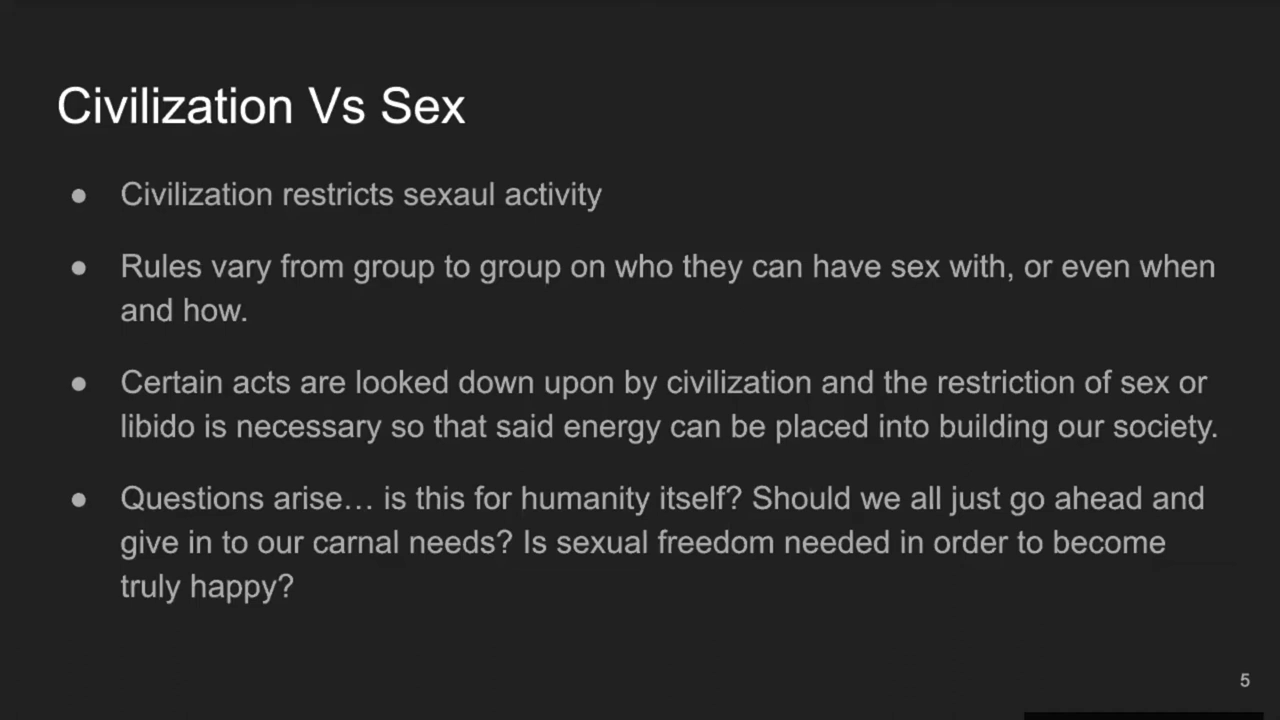 Civilization Vs Sex
● Civilization restricts sexaul activity
● Rules vary from group to group on who they can have sex with, or even when
and how.
● Certain acts are looked down upon by civilization and the restriction of sex or
libido is necessary so that said energy can be placed into building our society.
● Questions arise… is this for humanity itself? Should we all just go ahead and
give in to our carnal needs? Is sexual freedom needed in order to become
truly happy?
5